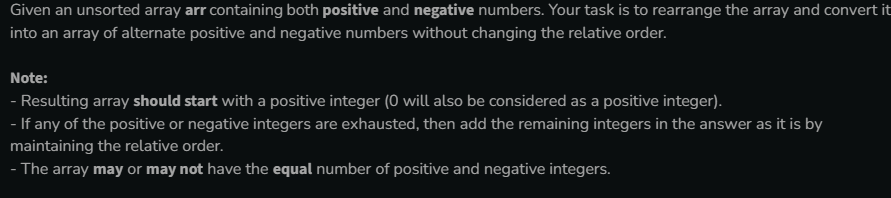 Given an unsorted array arr containing both positive and negative numbers. Your task is to rearrange the array and convert it
into an array of alternate positive and negative numbers without changing the relative order.
Note:
- Resulting array should start with a positive integer (0 will also be considered as a positive integer).
- If any of the positive or negative integers are exhausted, then add the remaining integers in the answer as it is by
maintaining the relative order.
- The array may or may not have the equal number of positive and negative integers.